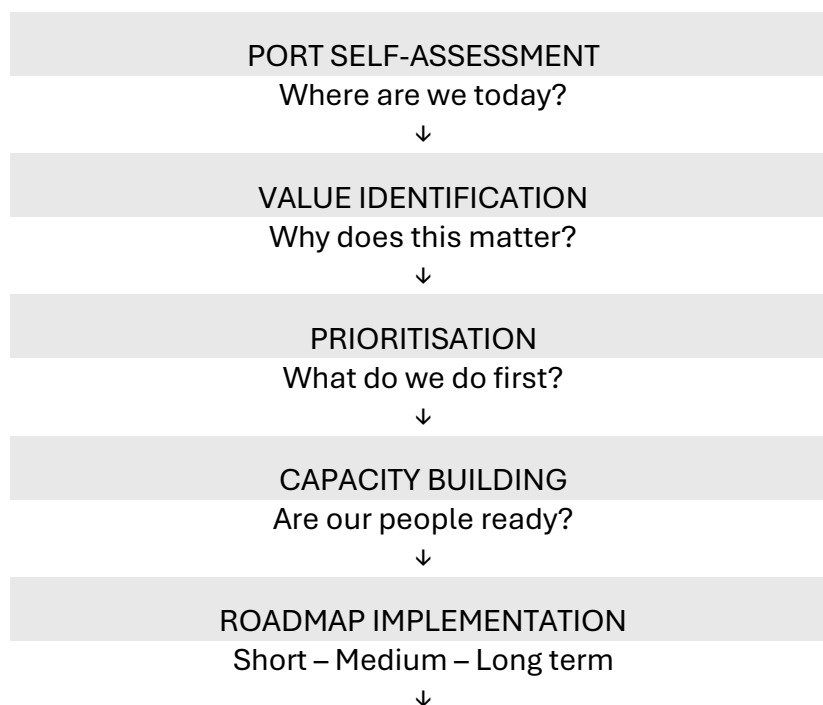 PORT SELF-ASSESSMENT
Where are we today?
↓
VALUE IDENTIFICATION
Why does this matter?
↓
PRIORITISATION
What do we do first?
↓
CAPACITY BUILDING
Are our people ready?
↓
ROADMAP IMPLEMENTATION
Short – Medium – Long term
↓